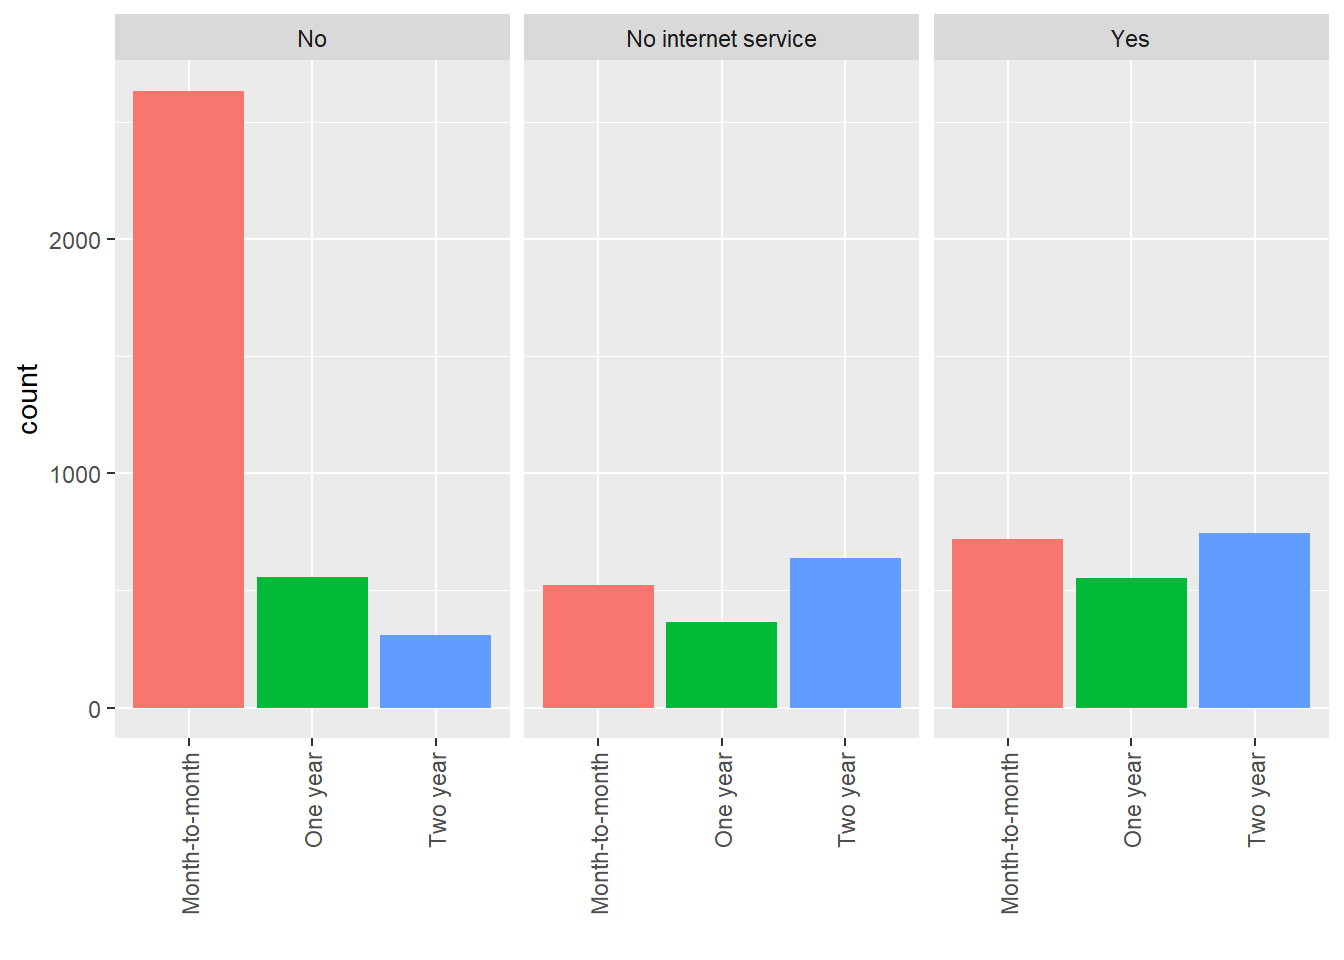 No
No internet service
Yes
count
2000
1000
0
Month-to-month
One year
Two year
Month-to-month
One year
Two year
Month-to-month
One year
Two year